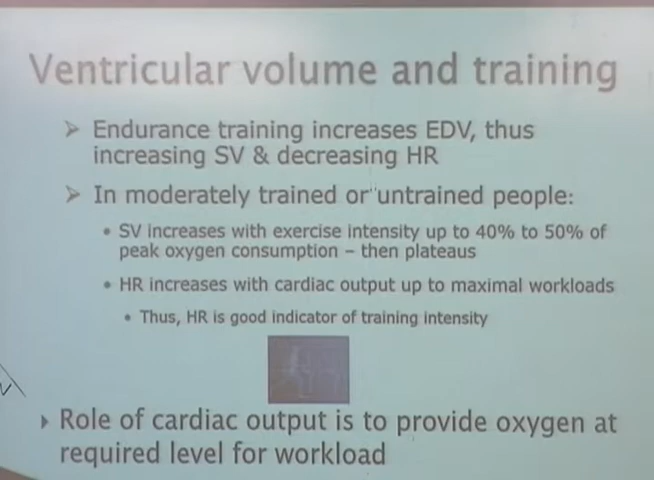 Ventricular volume and training
Endurance training increases EDV, thus
increasing SV & decreasing HR
In moderately trained or untrained people:
SV increases with exercise intensity up to 40% to 50% of
peak oxygen consumption – then plateaus
HR increases with cardiac output up to maximal workloads
Thus, HR is good indicator of training intensity
Role of cardiac output is to provide oxygen at
required level for workload